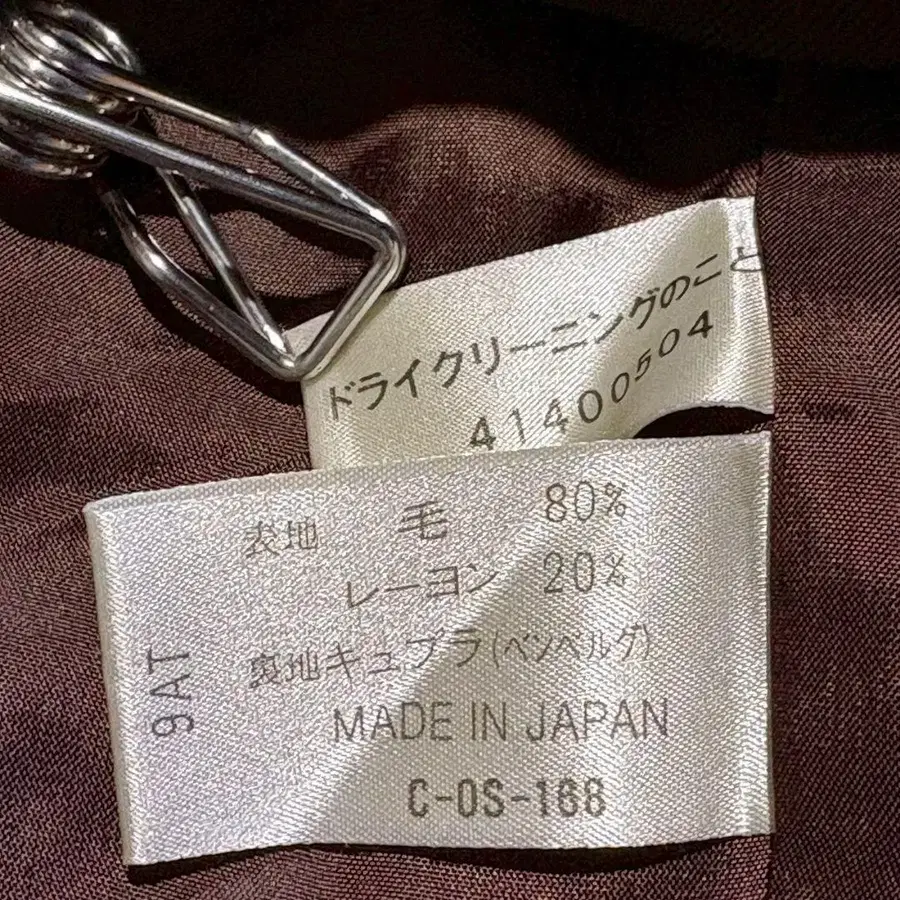 ドライクリーニングのこと
41400504
表地 毛 80%
レーヨン 20%
裏地キュプラ(ベンベルグ)
MADE IN JAPAN
C-OS-168
9AT